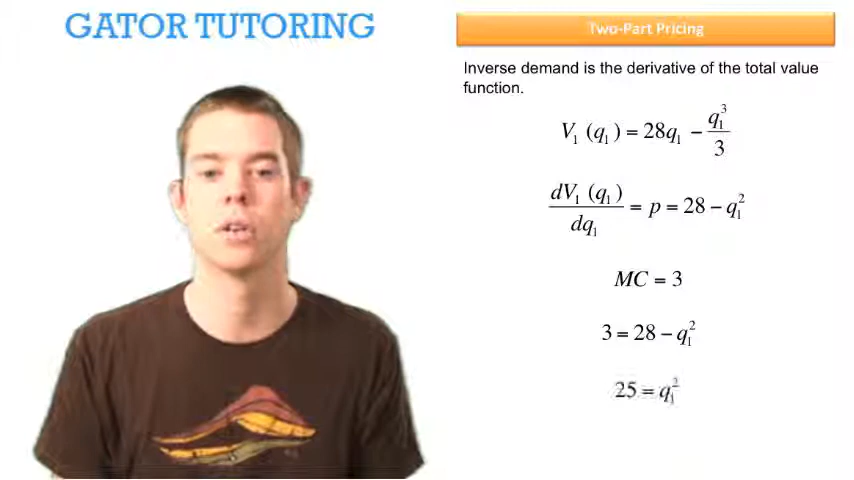 GATOR TUTORING
Two-Part Pricing
Inverse demand is the derivative of the total value
function.
V₁ (q₁) = 28q₁ − q₁³/3
dV₁ (q₁)/dq₁ = p = 28 − q₁²
MC = 3
3 = 28 − q₁²
25 = q₁²